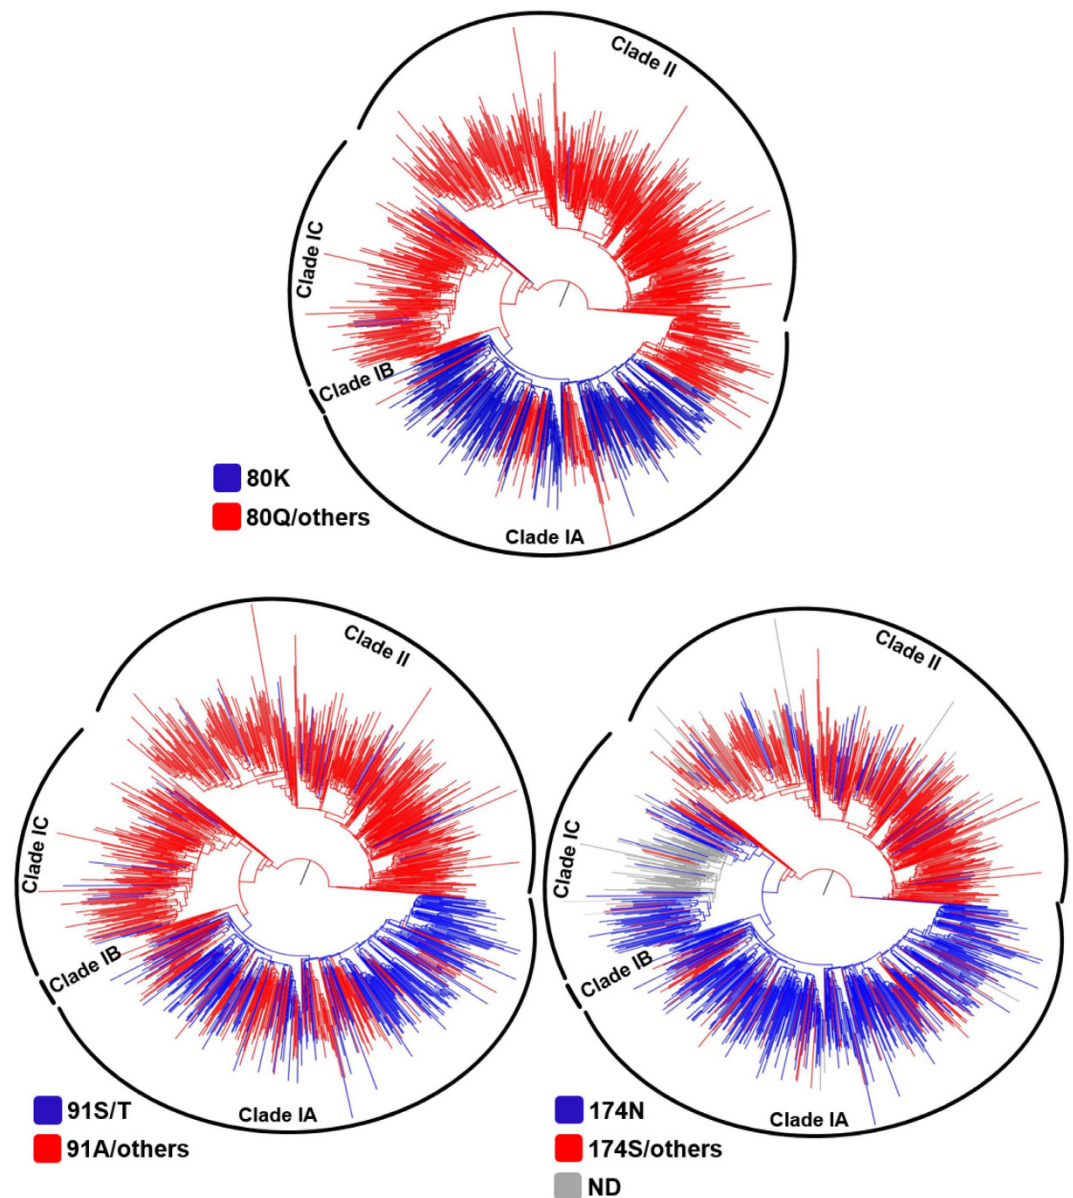 Clade II
Clade IC
Clade IB
80K
80Q/others
Clade IA
Clade II
Clade IC
Clade IB
91S/T
91A/others
Clade IA
Clade II
Clade IC
Clade IB
174N
174S/others
ND
Clade IA